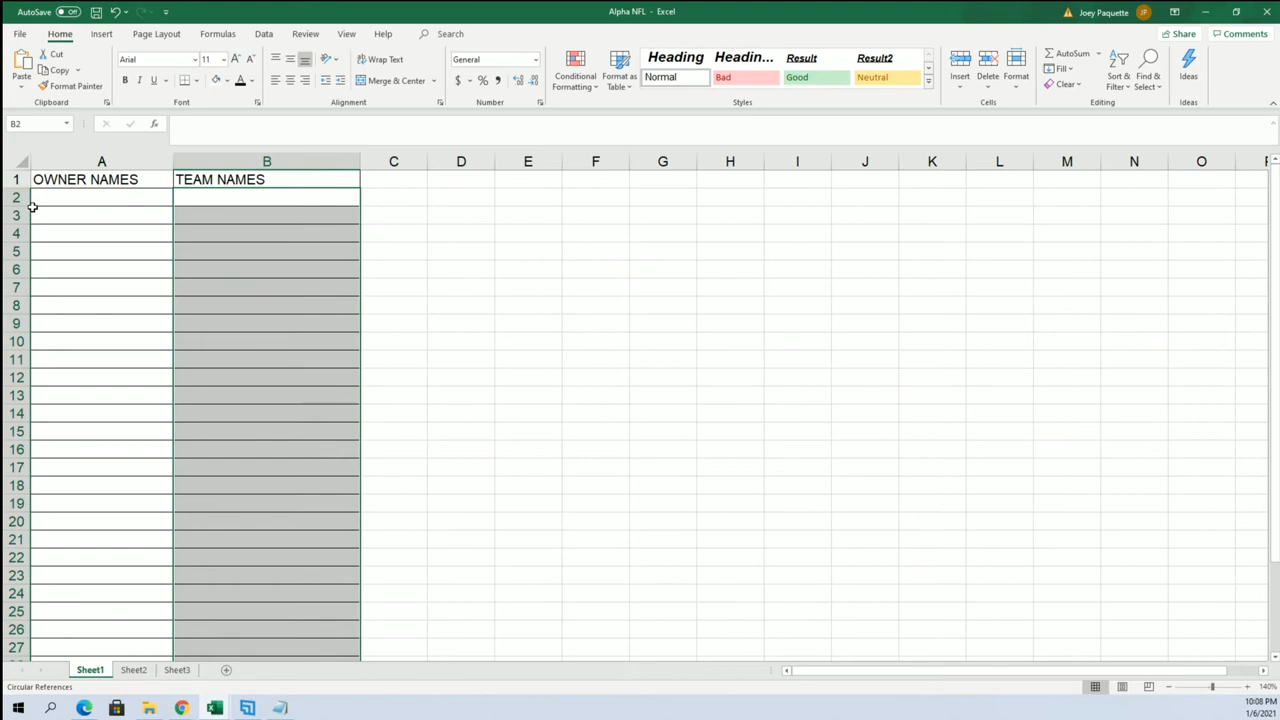 AutoSave Off
Alpha NFL - Excel
Joey Paquette JP
File Home Insert Page Layout Formulas Data Review View Help Search
Share Comments
Paste
Cut
Copy
Format Painter
Clipboard
Arial 11
B I U
Font
Wrap Text
Merge & Center
Alignment
General
$ % ,
Number
Conditional Formatting
Format as Table
Heading Headin... Result Result2
Normal Bad Good Neutral
Styles
Insert Delete Format
Cells
AutoSum
Fill
Clear
Sort & Filter
Find & Select
Editing
Ideas
Ideas
B2 fx
A B C D E F G H I J K L M N O
1 OWNER NAMES TEAM NAMES
2
3
4
5
6
7
8
9
10
11
12
13
14
15
16
17
18
19
20
21
22
23
24
25
26
27
Sheet1 Sheet2 Sheet3
Circular References
140%
10:08 PM
1/6/2021